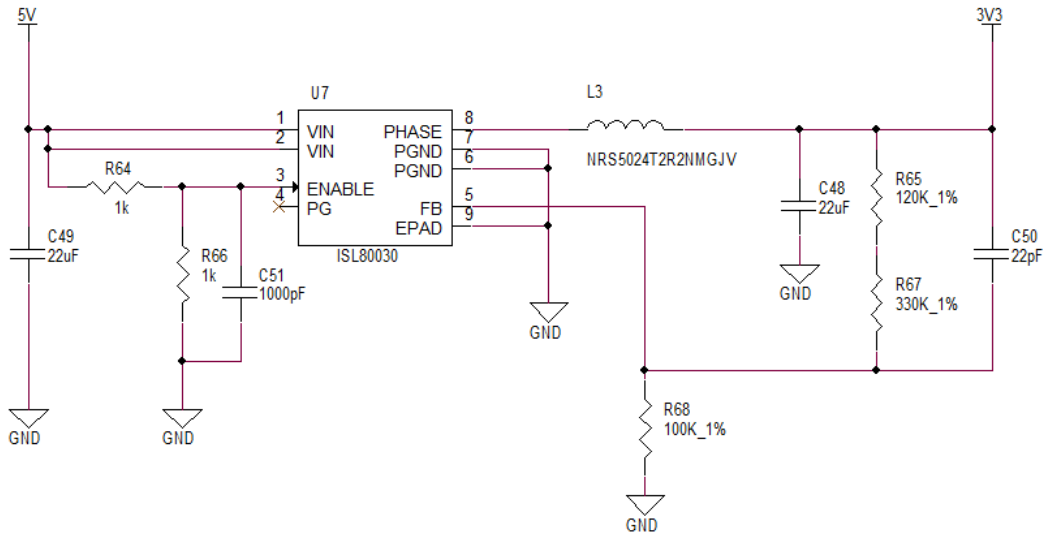 5V
3V3
U7
L3
1
VIN
PHASE
8
2
VIN
PGND
7
PGND
6
R64
1k
3
ENABLE
4
PG
FB
5
EPAD
9
ISL80030
NRS5024T2R2NMGJV
C49
22uF
R66
1k
C51
1000pF
C48
22uF
R65
120K_1%
C50
22pF
R67
330K_1%
GND
GND
GND
GND
R68
100K_1%
GND